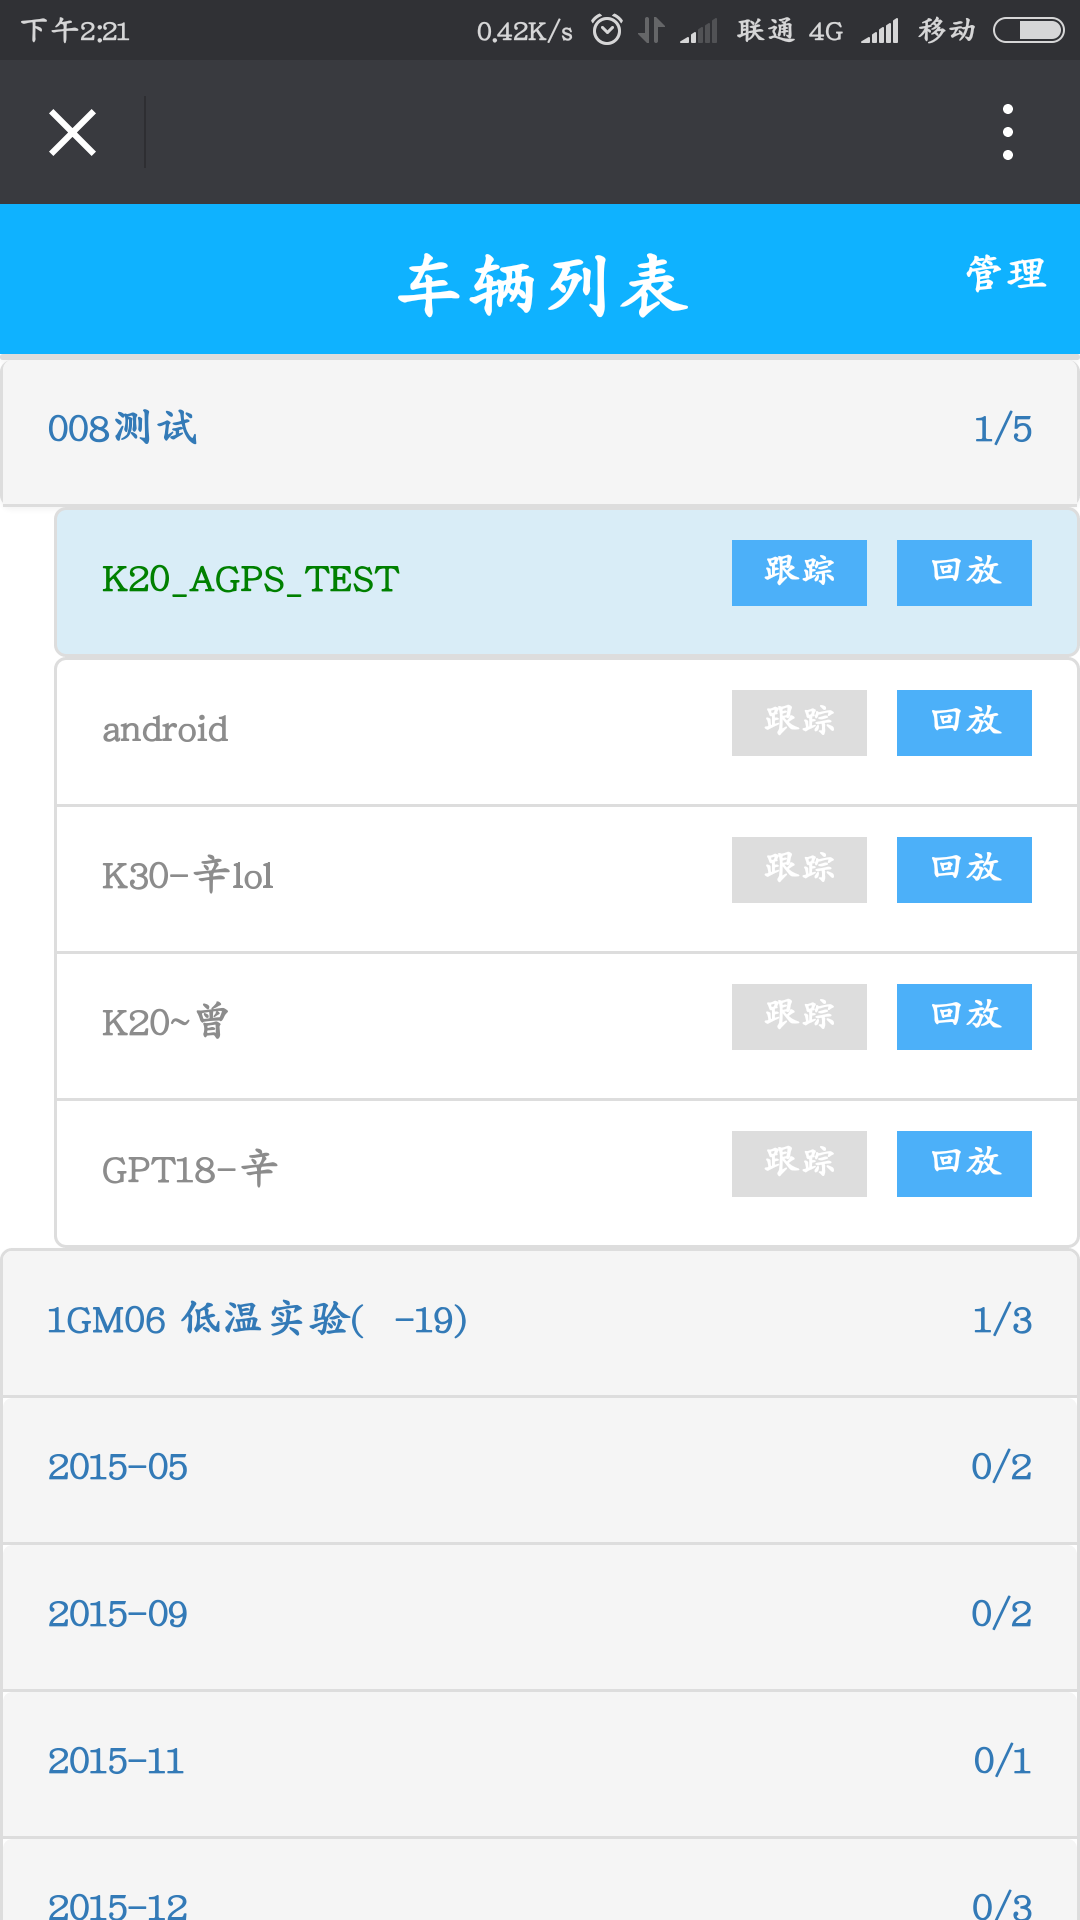 下午2:21 0.42K/s 联通 4G 移动
车辆列表 管理
008测试 1/5
K20_AGPS_TEST 跟踪 回放
android 跟踪 回放
K30-辛lol 跟踪 回放
K20~曾 跟踪 回放
GPT18-辛 跟踪 回放
1GM06 低温实验( -19) 1/3
2015-05 0/2
2015-09 0/2
2015-11 0/1
2015-12 0/3